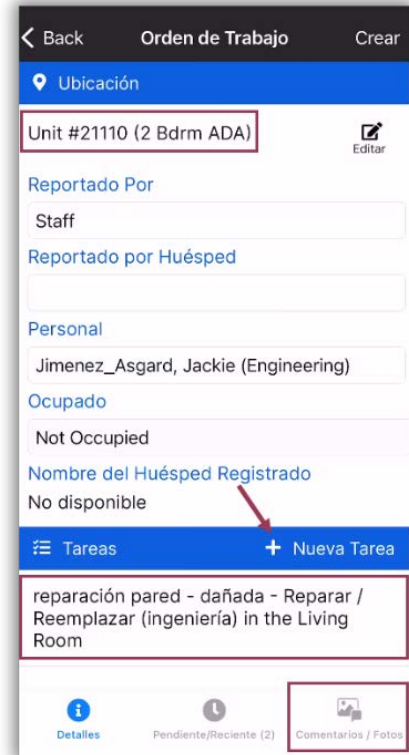 Back Orden de Trabajo Crear
Ubicación
Unit #21110 (2 Bdrm ADA)
Editar
Reportado Por
Staff
Reportado por Huésped
Personal
Jimenez_Asgard, Jackie (Engineering)
Ocupado
Not Occupied
Nombre del Huésped Registrado
No disponible
Tareas + Nueva Tarea
reparación pared - dañada - Reparar /
Reemplazar (ingeniería) in the Living
Room
Detalles Pendiente/Reciente (2) Comentarios / Fotos